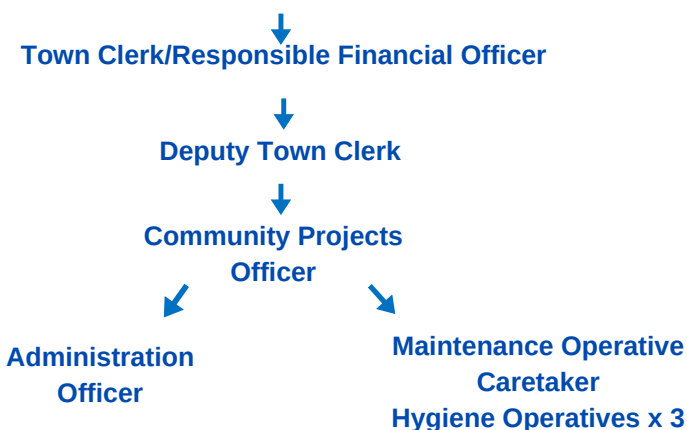 Town Clerk/Responsible Financial Officer
Deputy Town Clerk
Community Projects
Officer
Administration
Officer
Maintenance Operative
Caretaker
Hygiene Operatives x 3